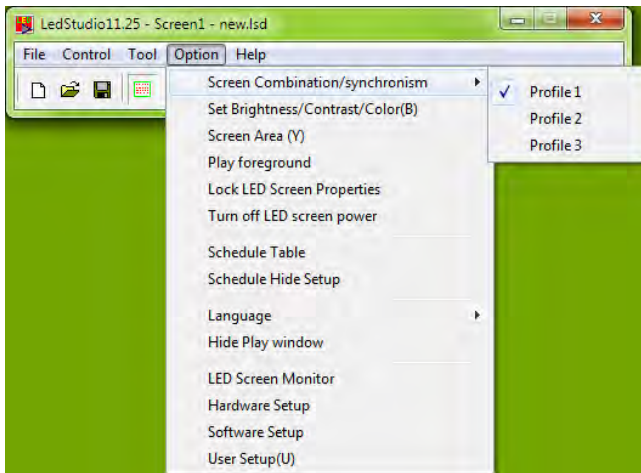 LedStudio11.25 - Screen1 - new.lsd
File Control Tool Option Help
Screen Combination/synchronism
Profile 1
Profile 2
Profile 3
Set Brightness/Contrast/Color(B)
Screen Area (Y)
Play foreground
Lock LED Screen Properties
Turn off LED screen power
Schedule Table
Schedule Hide Setup
Language
Hide Play window
LED Screen Monitor
Hardware Setup
Software Setup
User Setup(U)